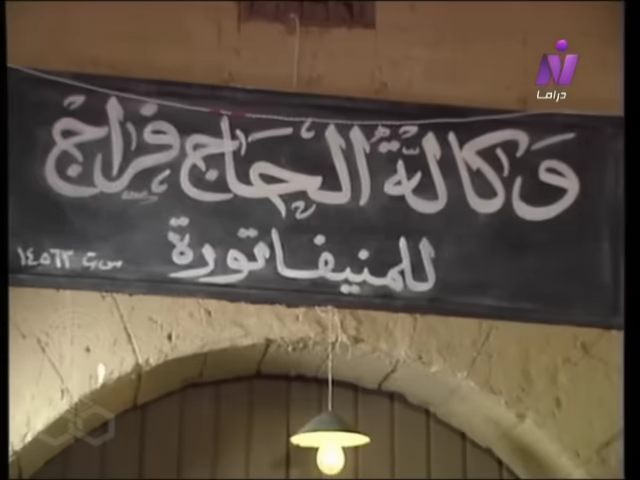 دراما
وكالة الحاج فراج
للمنيفاتورة
س.ت ١٤٥٦٣